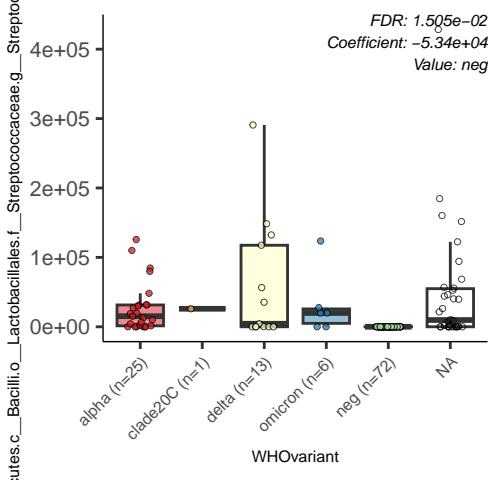 FDR: 1.505e−02
Coefficient: −5.34e+04
Value: neg
cutes.c__Bacilli.o__Lactobacillales.f__Streptococcaceae.g__Streptoc
4e+05
3e+05
2e+05
1e+05
0e+00
alpha (n=25)
clade20C (n=1)
delta (n=13)
omicron (n=6)
neg (n=72)
NA
WHOvariant